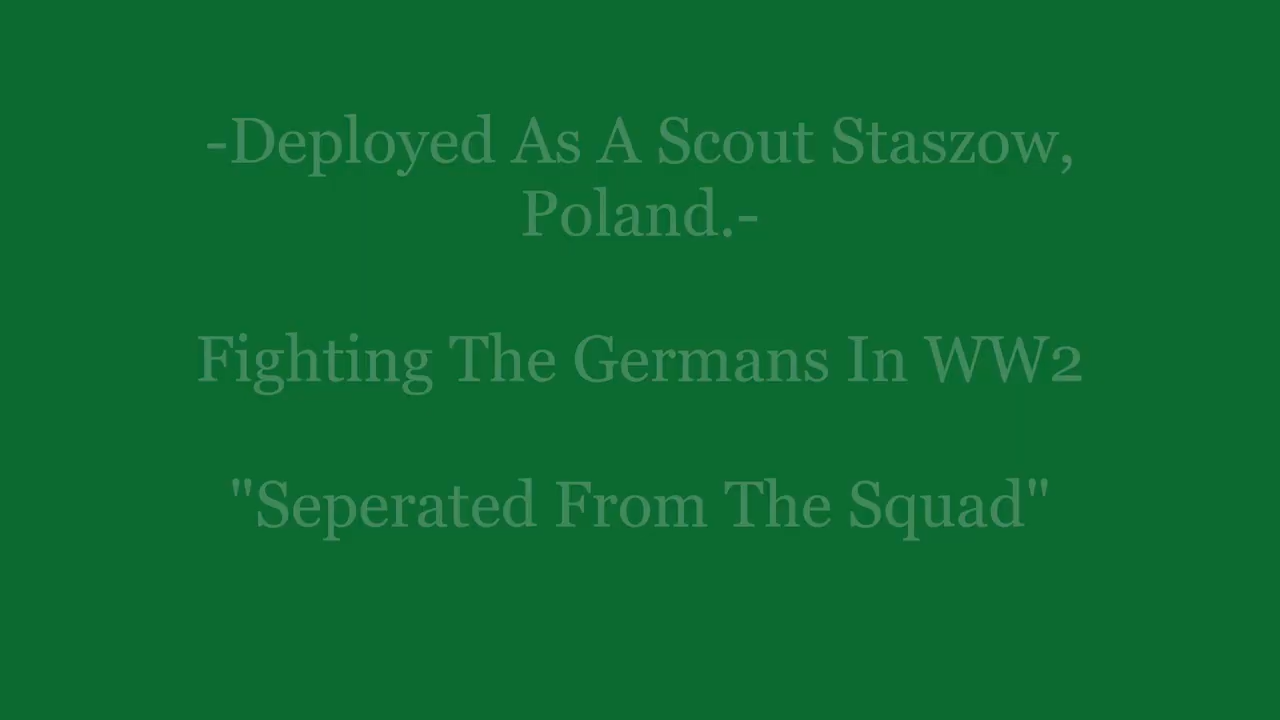 -Deployed As A Scout Staszow,
Poland.-
Fighting The Germans In WW2
"Seperated From The Squad"